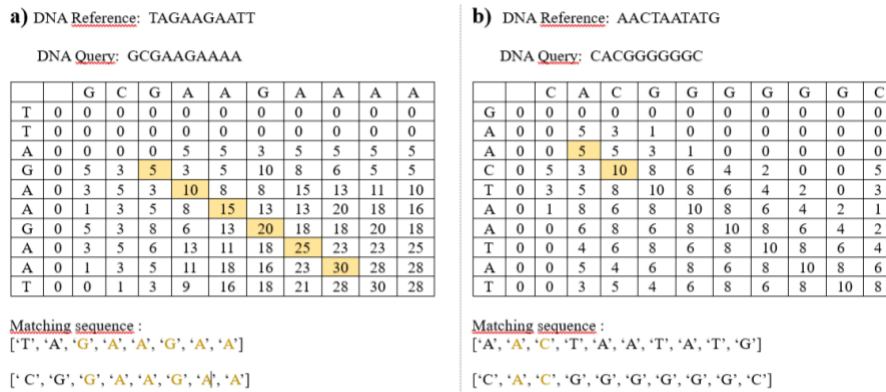 a) DNA Reference: TAGAAGAATT
DNA Query: GCGAAGAAAA
G C G A A G A A A A
T 0 0 0 0 0 0 0 0 0 0 0
T 0 0 0 0 0 0 0 0 0 0 0
A 0 0 0 0 5 5 3 5 5 5 5
G 0 5 3 5 3 5 10 8 6 5 5
A 0 3 5 3 10 8 8 15 13 11 10
A 0 1 3 5 8 15 13 13 20 18 16
G 0 5 3 8 6 13 20 18 18 20 18
A 0 3 5 6 13 11 18 25 23 23 25
A 0 1 3 5 11 18 16 23 30 28 28
T 0 0 1 3 9 16 18 21 28 30 28
Matching sequence :
['T', 'A', 'G', 'A', 'A', 'G', 'A', 'A']
[' C', 'G', 'G', 'A', 'A', 'G', 'A', 'A']
b) DNA Reference: AACTAATATG
DNA Query: CACGGGGGGC
C A C G G G G G G C
G 0 0 0 0 0 0 0 0 0 0 0
A 0 0 5 3 1 0 0 0 0 0 0
A 0 0 5 5 3 1 0 0 0 0 0
C 0 5 3 10 8 6 4 2 0 0 5
T 0 3 5 8 10 8 6 4 2 0 3
A 0 1 8 6 8 10 8 6 4 2 1
A 0 0 6 8 6 8 10 8 6 4 2
T 0 0 4 6 8 6 8 10 8 6 4
A 0 0 5 4 6 8 6 8 10 8 6
T 0 0 3 5 4 6 8 6 8 10 8
Matching sequence :
['A', 'A', 'C', 'T', 'A', 'A', 'T', 'A', 'T', 'G']
['C', 'A', 'C', 'G', 'G', 'G', 'G', 'G', 'G', 'C']